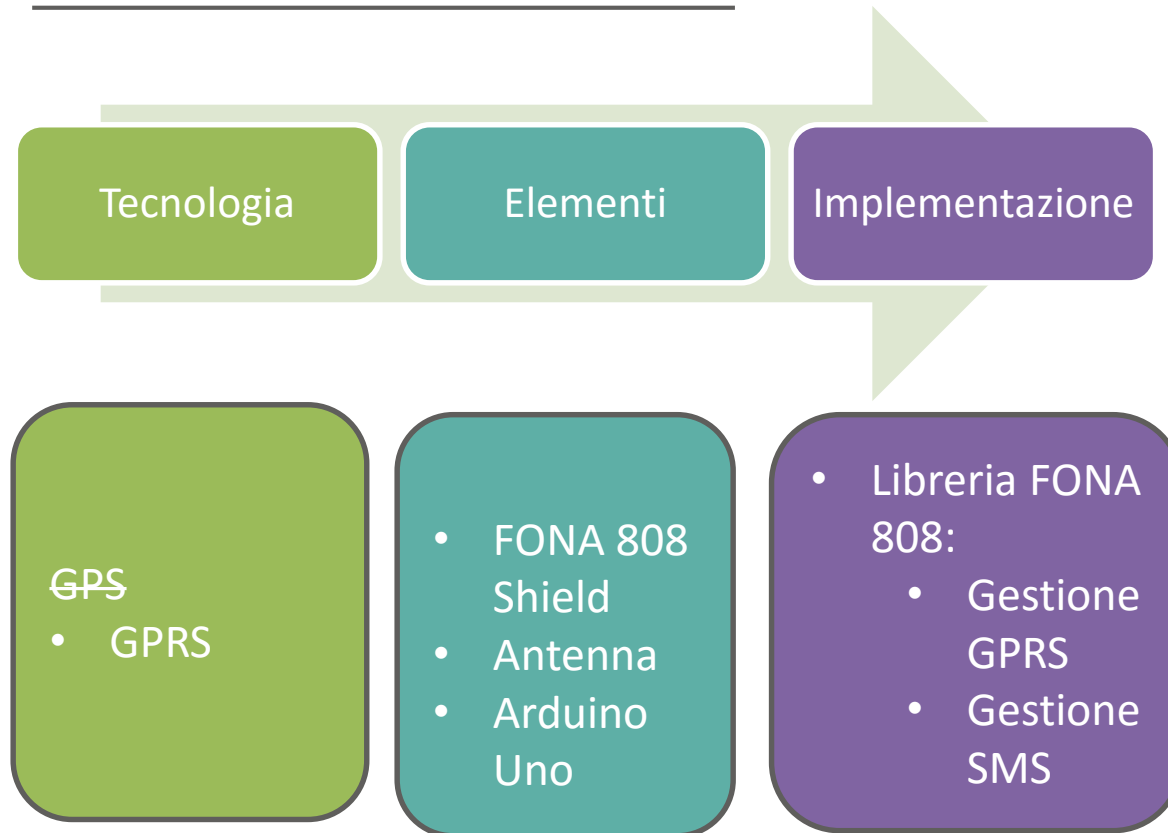 Tecnologia
Elementi
Implementazione
~~GPS~~
• GPRS
• FONA 808
Shield
• Antenna
• Arduino
Uno
• Libreria FONA
808:
• Gestione
GPRS
• Gestione
SMS